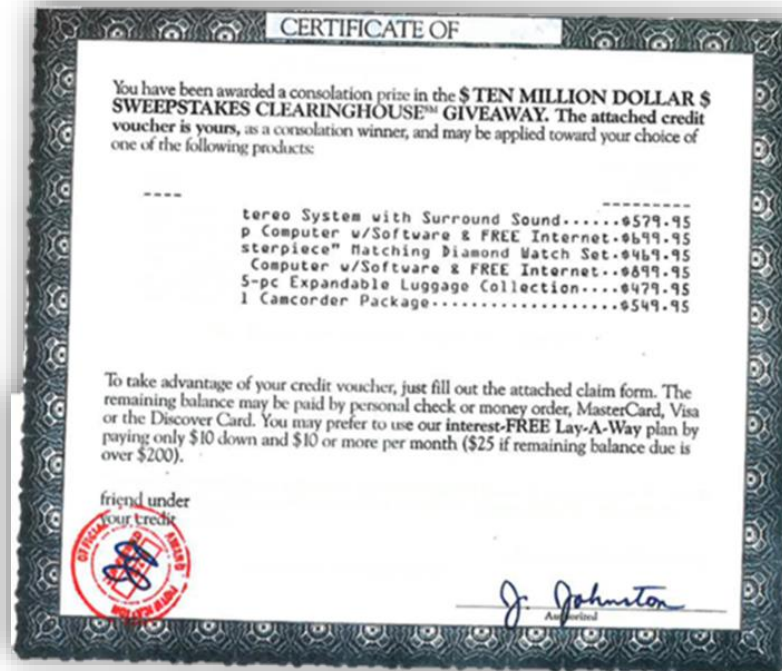 CERTIFICATE OF
You have been awarded a consolation prize in the $ TEN MILLION DOLLAR $
SWEEPSTAKES CLEARINGHOUSE℠ GIVEAWAY. The attached credit
voucher is yours, as a consolation winner, and may be applied toward your choice of
one of the following products:
---- ---------
tereo System with Surround Sound......$579.95
p Computer w/Software & FREE Internet.$699.95
sterpiece" Matching Diamond Watch Set.$469.95
Computer w/Software & FREE Internet..$899.95
5-pc Expandable Luggage Collection....$479.95
1 Camcorder Package...................$549.95
To take advantage of your credit voucher, just fill out the attached claim form. The
remaining balance may be paid by personal check or money order, MasterCard, Visa
or the Discover Card. You may prefer to use our interest-FREE Lay-A-Way plan by
paying only $10 down and $10 or more per month ($25 if remaining balance due is
over $200).
friend under
your credit
OFFICIAL AWARD
J. Johnston
Authorized